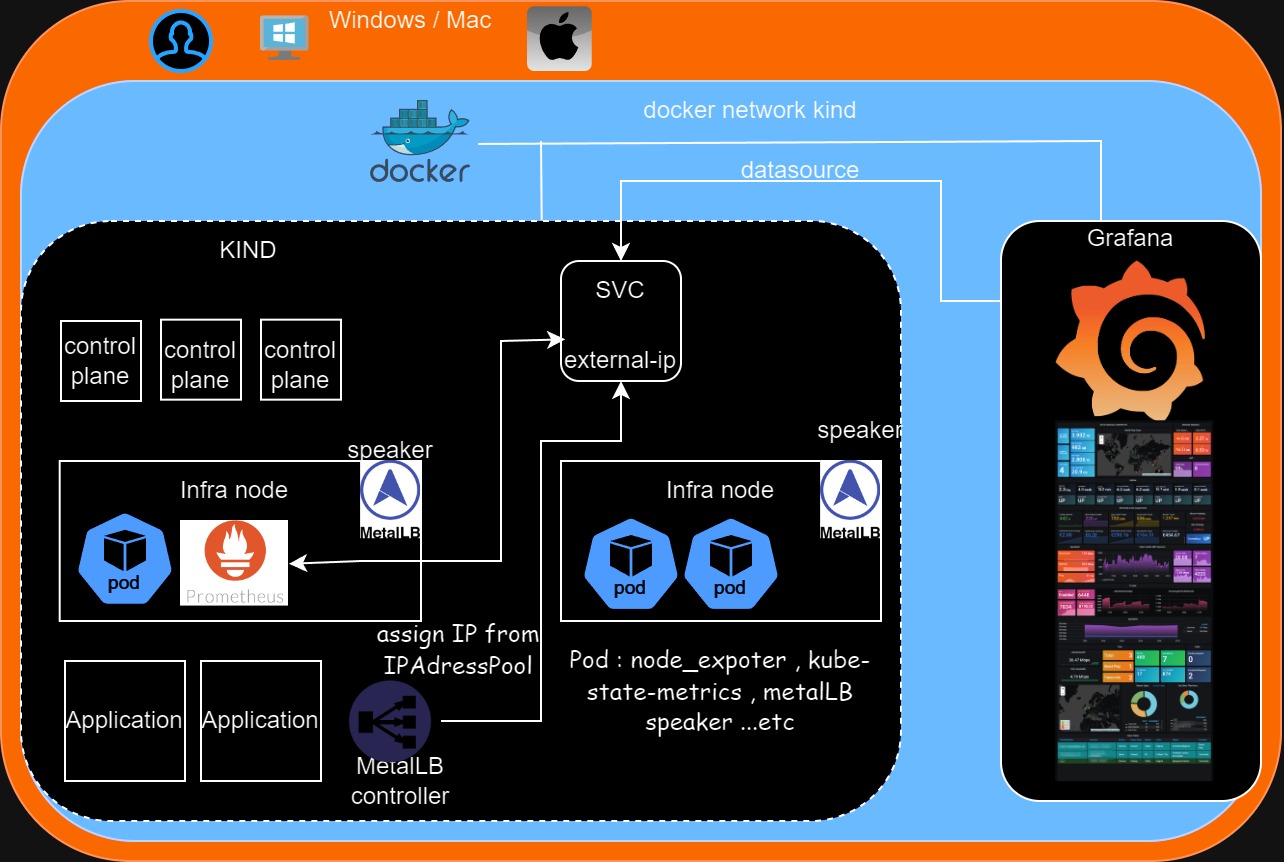 Windows / Mac
docker network kind
docker
datasource
KIND
Grafana
SVC
external-ip
control
plane
control
plane
control
plane
speaker
speaker
Infra node
MetalLB
pod
Prometheus
Infra node
MetalLB
pod
pod
assign IP from
IPAdressPool
Pod : node_expoter , kube-
state-metrics , metalLB
speaker ...etc
Application
Application
MetalLB
controller